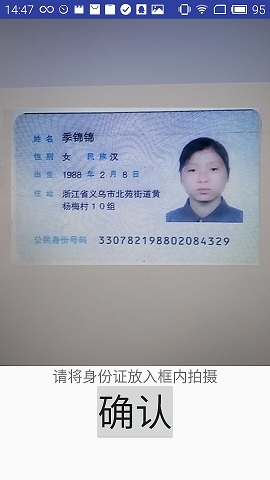 14:47 95
姓 名 季锦锦
性 别 女 民 族 汉
出 生 1988 年 2 月 8 日
住 址 浙江省义乌市北苑街道黄
杨梅村10组
公民身份号码 330782198802084329
请将身份证放入框内拍摄
确认